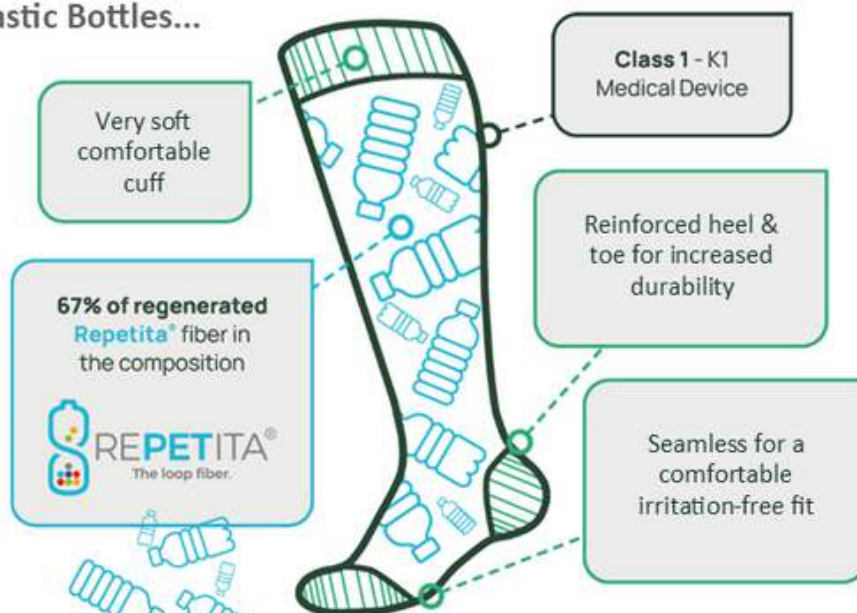 astic Bottles...
Class 1 - K1
Medical Device
Very soft
comfortable
cuff
Reinforced heel &
toe for increased
durability
67% of regenerated
Repetita® fiber in
the composition
REPETITA®
The loop fiber.
Seamless for a
comfortable
irritation-free fit